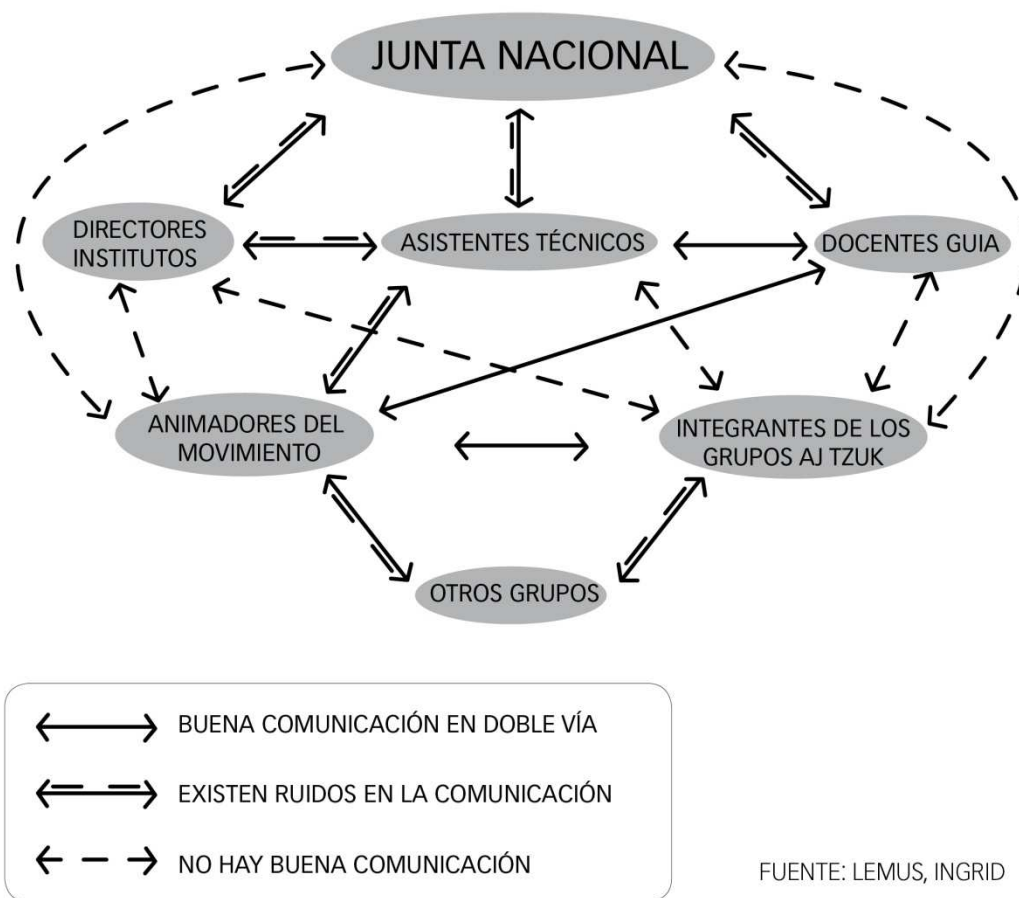 JUNTA NACIONAL
DIRECTORES
INSTITUTOS
ASISTENTES TÉCNICOS
DOCENTES GUIA
ANIMADORES DEL
MOVIMIENTO
INTEGRANTES DE LOS
GRUPOS AJ TZUK
OTROS GRUPOS
BUENA COMUNICACIÓN EN DOBLE VÍA
EXISTEN RUIDOS EN LA COMUNICACIÓN
NO HAY BUENA COMUNICACIÓN
FUENTE: LEMUS, INGRID